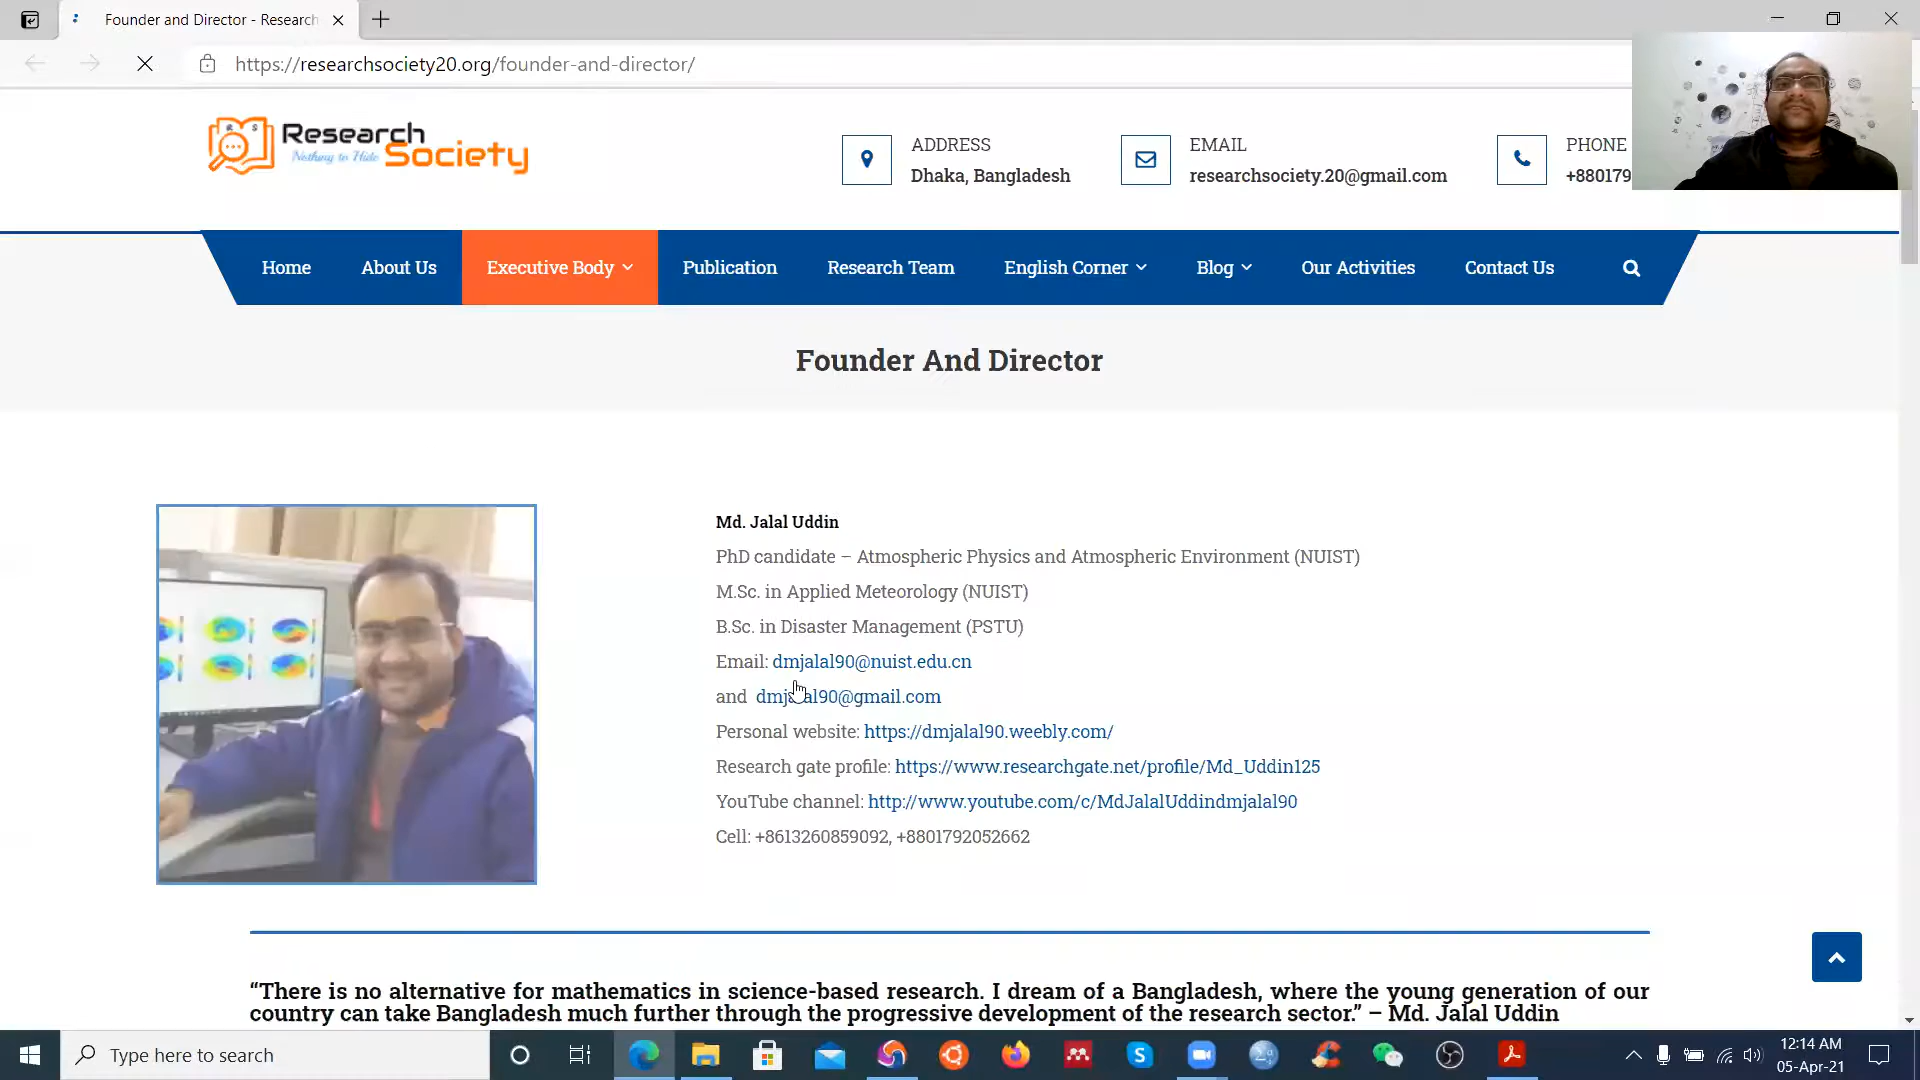 Founder and Director - Research
https://researchsociety20.org/founder-and-director/
R S
Research
Nothing to Hide
Society
ADDRESS
Dhaka, Bangladesh
EMAIL
researchsociety.20@gmail.com
PHONE
+880179
Home About Us Executive Body Publication Research Team English Corner Blog Our Activities Contact Us
Founder And Director
Md. Jalal Uddin
PhD candidate – Atmospheric Physics and Atmospheric Environment (NUIST)
M.Sc. in Applied Meteorology (NUIST)
B.Sc. in Disaster Management (PSTU)
Email: dmjalal90@nuist.edu.cn
and dmjalal90@gmail.com
Personal website: https://dmjalal90.weebly.com/
Research gate profile: https://www.researchgate.net/profile/Md_Uddin125
YouTube channel: http://www.youtube.com/c/MdJalalUddindmjalal90
Cell: +8613260859092, +8801792052662
“There is no alternative for mathematics in science-based research. I dream of a Bangladesh, where the young generation of our
country can take Bangladesh much further through the progressive development of the research sector.” – Md. Jalal Uddin
Type here to search
12:14 AM
05-Apr-21